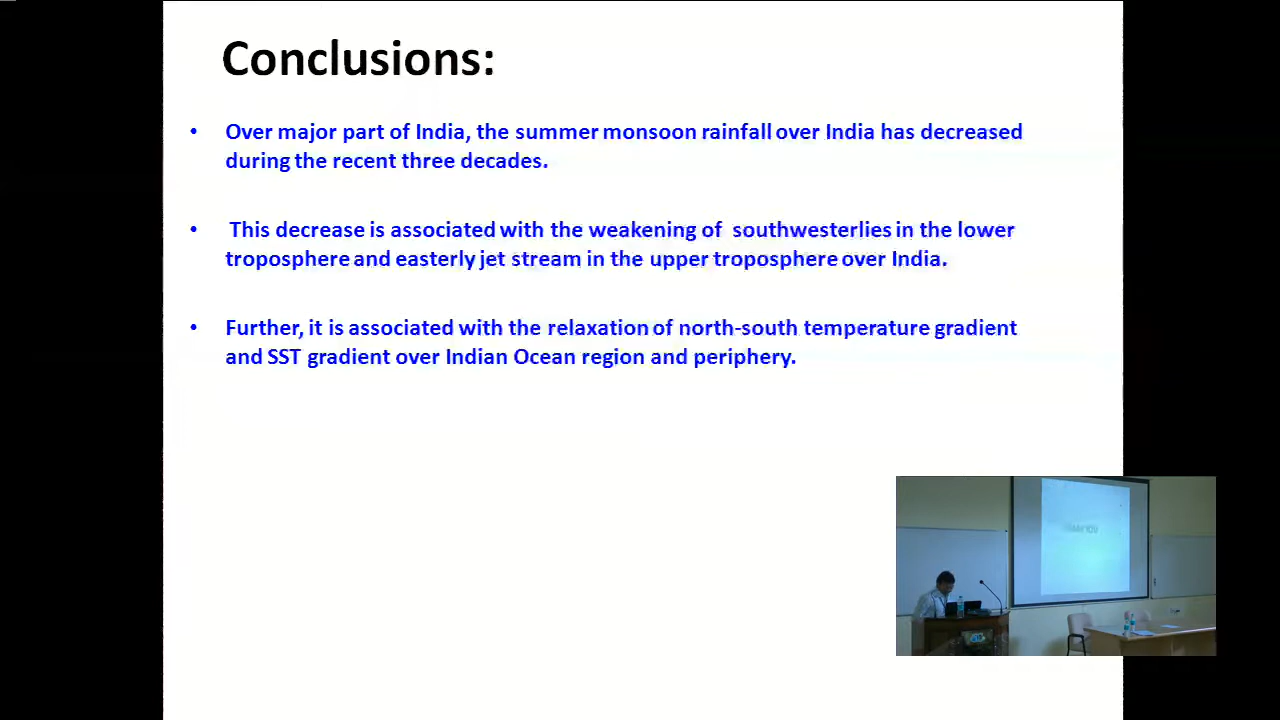 Conclusions:
• Over major part of India, the summer monsoon rainfall over India has decreased
during the recent three decades.
• This decrease is associated with the weakening of southwesterlies in the lower
troposphere and easterly jet stream in the upper troposphere over India.
• Further, it is associated with the relaxation of north-south temperature gradient
and SST gradient over Indian Ocean region and periphery.